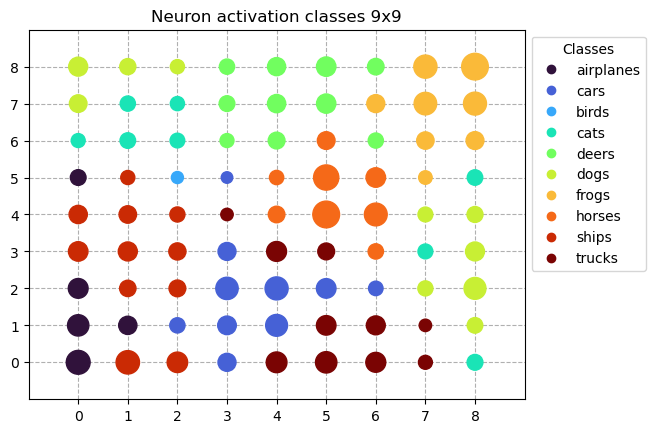 Neuron activation classes 9x9
8
7
6
5
4
3
2
1
0
0 1 2 3 4 5 6 7 8
Classes
airplanes
cars
birds
cats
deers
dogs
frogs
horses
ships
trucks